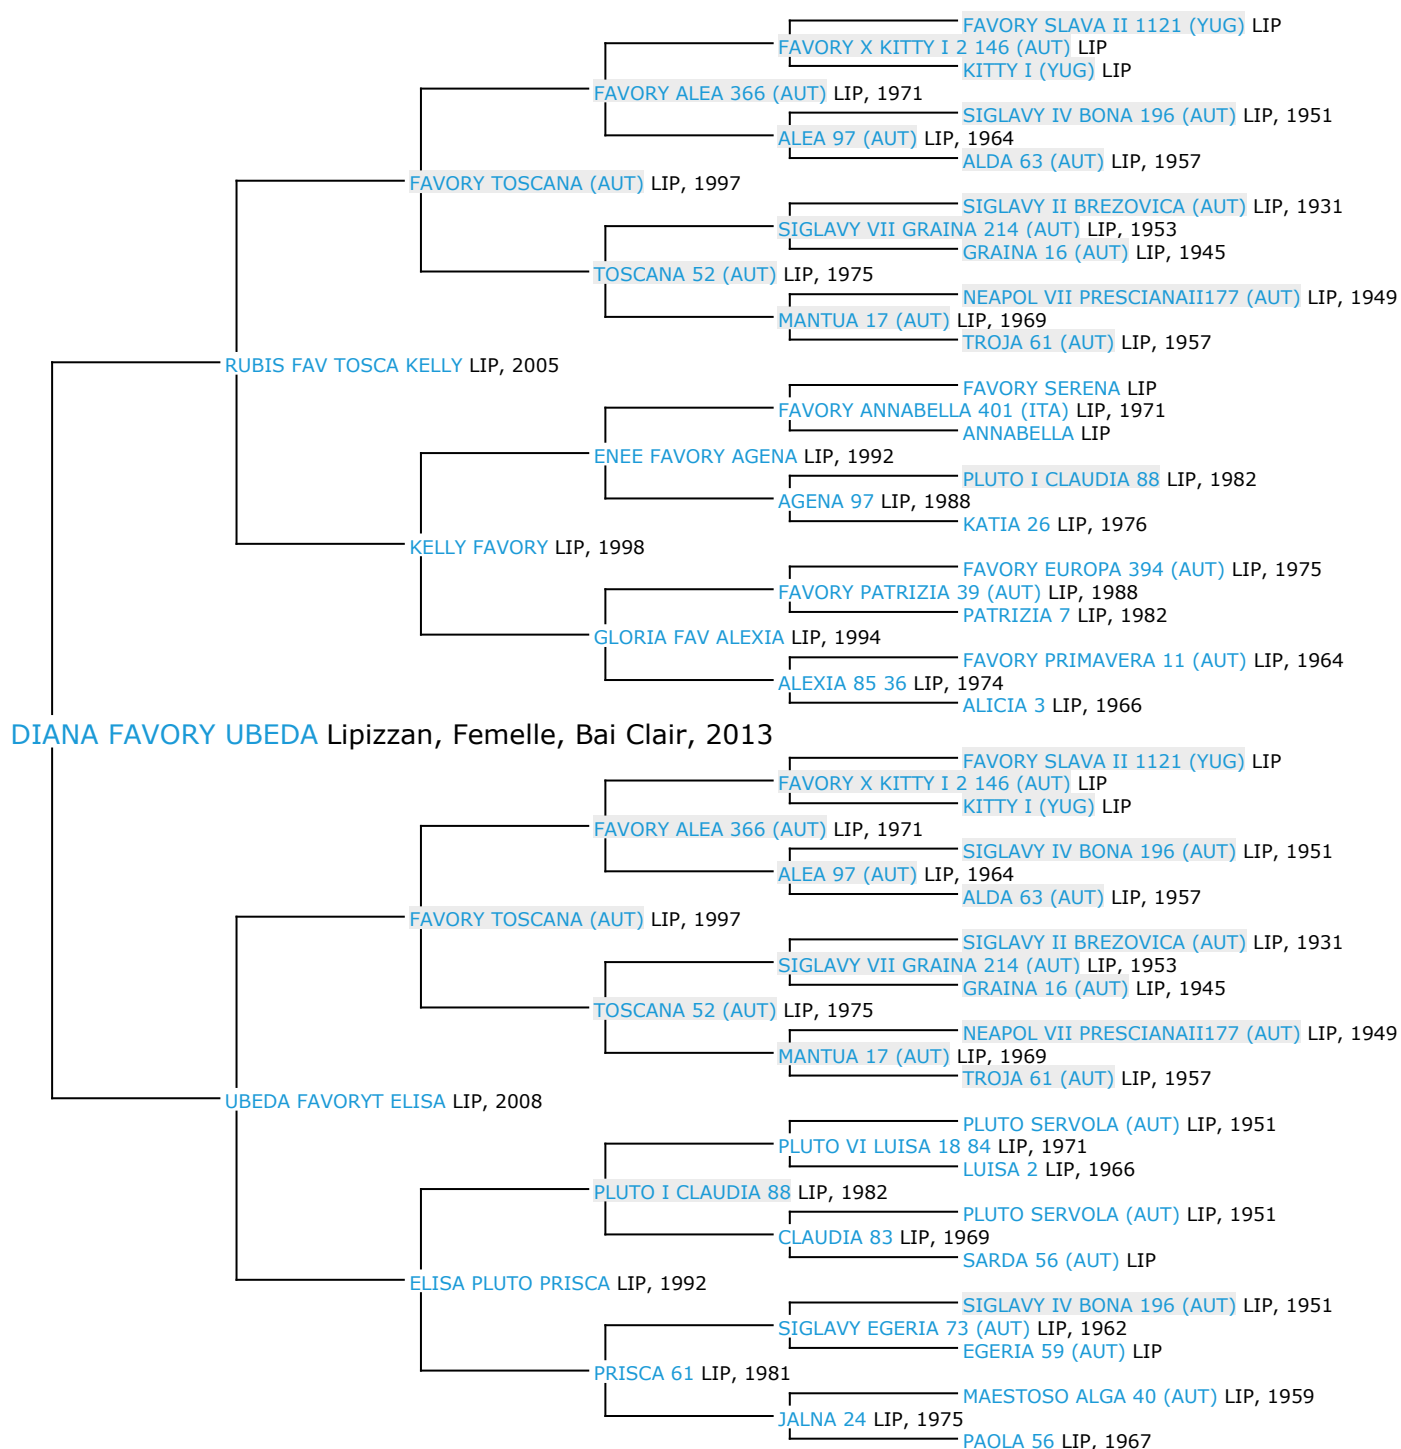 FAVORY SLAVA II 1121 (YUG) LIP
FAVORY X KITTY I 2 146 (AUT) LIP
KITTY I (YUG) LIP
FAVORY ALEA 366 (AUT) LIP, 1971
SIGLAVY IV BONA 196 (AUT) LIP, 1951
ALEA 97 (AUT) LIP, 1964
ALDA 63 (AUT) LIP, 1957
FAVORY TOSCANA (AUT) LIP, 1997
SIGLAVY II BREZOVICA (AUT) LIP, 1931
SIGLAVY VII GRAINA 214 (AUT) LIP, 1953
GRAINA 16 (AUT) LIP, 1945
TOSCANA 52 (AUT) LIP, 1975
NEAPOL VII PRESCIANAII177 (AUT) LIP, 1949
MANTUA 17 (AUT) LIP, 1969
TROJA 61 (AUT) LIP, 1957
RUBIS FAV TOSCA KELLY LIP, 2005
FAVORY SERENA LIP
FAVORY ANNABELLA 401 (ITA) LIP, 1971
ANNABELLA LIP
ENEE FAVORY AGENA LIP, 1992
PLUTO I CLAUDIA 88 LIP, 1982
AGENA 97 LIP, 1988
KATIA 26 LIP, 1976
KELLY FAVORY LIP, 1998
FAVORY EUROPA 394 (AUT) LIP, 1975
FAVORY PATRIZIA 39 (AUT) LIP, 1988
PATRIZIA 7 LIP, 1982
GLORIA FAV ALEXIA LIP, 1994
FAVORY PRIMAVERA 11 (AUT) LIP, 1964
ALEXIA 85 36 LIP, 1974
ALICIA 3 LIP, 1966
DIANA FAVORY UBEDA Lipizzan, Femelle, Bai Clair, 2013
FAVORY SLAVA II 1121 (YUG) LIP
FAVORY X KITTY I 2 146 (AUT) LIP
KITTY I (YUG) LIP
FAVORY ALEA 366 (AUT) LIP, 1971
SIGLAVY IV BONA 196 (AUT) LIP, 1951
ALEA 97 (AUT) LIP, 1964
ALDA 63 (AUT) LIP, 1957
FAVORY TOSCANA (AUT) LIP, 1997
SIGLAVY II BREZOVICA (AUT) LIP, 1931
SIGLAVY VII GRAINA 214 (AUT) LIP, 1953
GRAINA 16 (AUT) LIP, 1945
TOSCANA 52 (AUT) LIP, 1975
NEAPOL VII PRESCIANAII177 (AUT) LIP, 1949
MANTUA 17 (AUT) LIP, 1969
TROJA 61 (AUT) LIP, 1957
UBEDA FAVORYT ELISA LIP, 2008
PLUTO SERVOLA (AUT) LIP, 1951
PLUTO VI LUISA 18 84 LIP, 1971
LUISA 2 LIP, 1966
PLUTO I CLAUDIA 88 LIP, 1982
PLUTO SERVOLA (AUT) LIP, 1951
CLAUDIA 83 LIP, 1969
SARDA 56 (AUT) LIP
ELISA PLUTO PRISCA LIP, 1992
SIGLAVY IV BONA 196 (AUT) LIP, 1951
SIGLAVY EGERIA 73 (AUT) LIP, 1962
EGERIA 59 (AUT) LIP
PRISCA 61 LIP, 1981
MAESTOSO ALGA 40 (AUT) LIP, 1959
JALNA 24 LIP, 1975
PAOLA 56 LIP, 1967